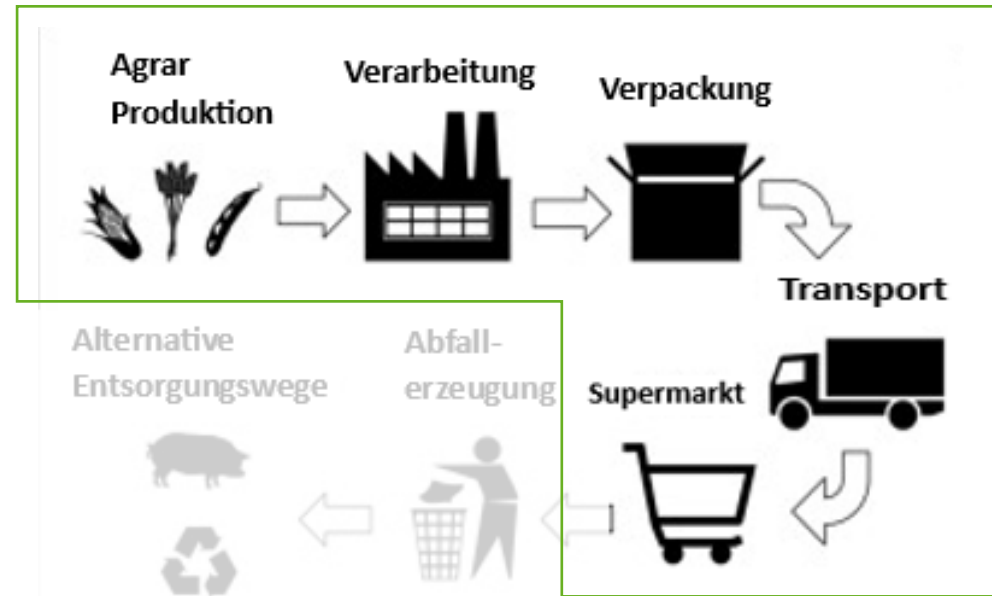 Agrar
Produktion
Verarbeitung
Verpackung
Transport
Supermarkt
Abfall-
erzeugung
Alternative
Entsorgungswege